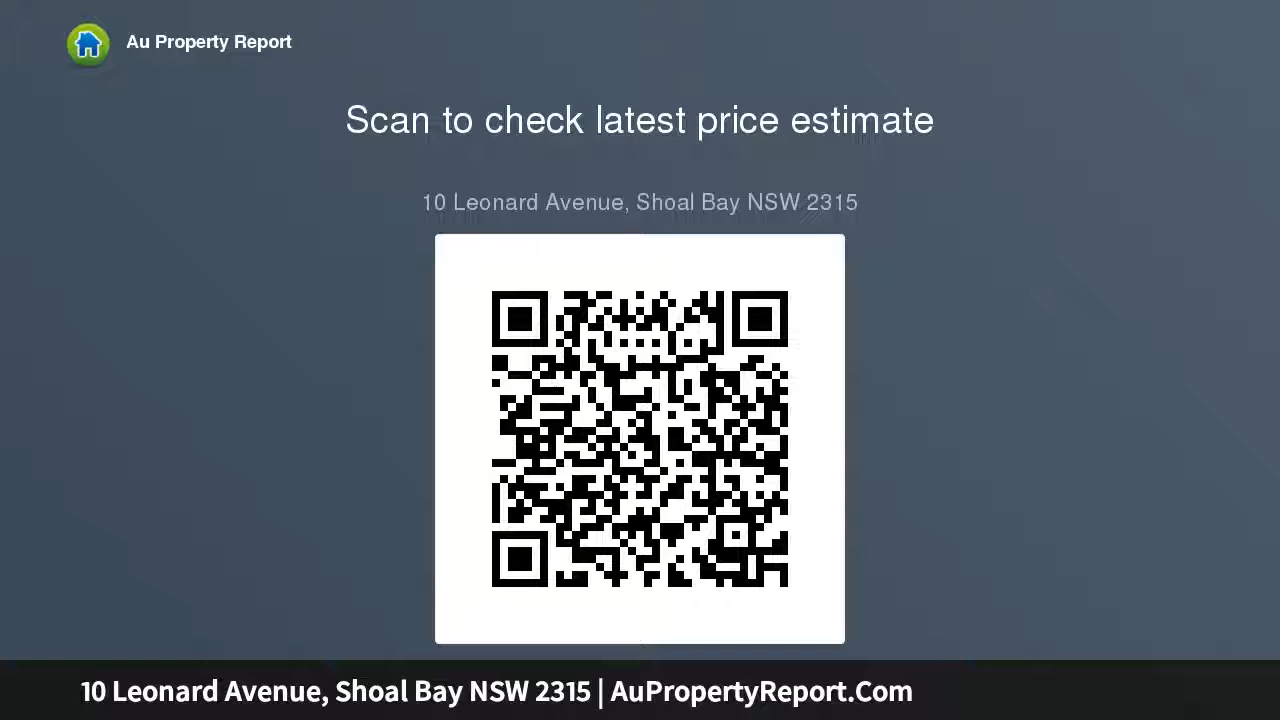 Au Property Report
Scan to check latest price estimate
10 Leonard Avenue, Shoal Bay NSW 2315
10 Leonard Avenue, Shoal Bay NSW 2315 | AuPropertyReport.Com